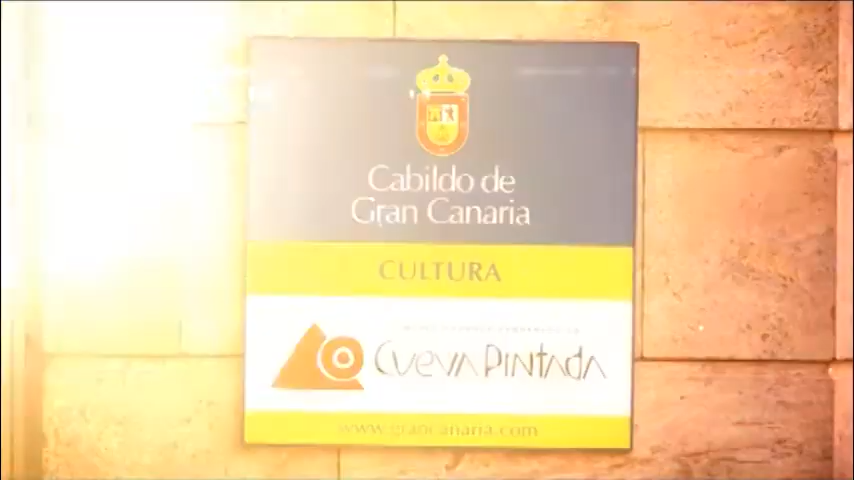 Cabildo de
Gran Canaria
CULTURA
CUEVA PINTADA
www.grancanaria.com